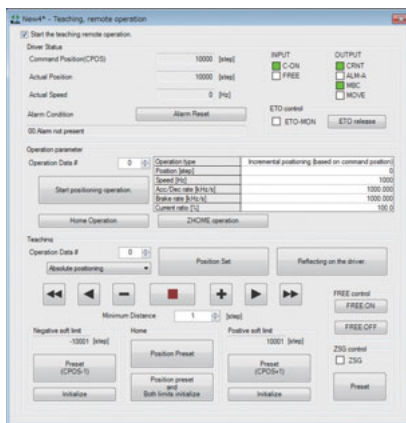 New4* - Teaching, remote operation
Start the teaching remote operation.
Driver Status
Command Position(CPOS) 10000 [step]
Actual Position 10000 [step]
Actual Speed 0 [Hz]
Alarm Condition Alarm Reset
00:Alarm not present
INPUT
C-ON
FREE
OUTPUT
CRNT
ALM-A
MBC
MOVE
ETO control
ETO-MON ETO release
Operation parameter
Operation Data # 0
Start positioning operation.
Operation type Incremental positioning (based on command position)
Position [step] 0
Speed [Hz] 1000
Acc/Dec rate [kHz/s] 1000.000
Brake rate [kHz/s] 1000.000
Current ratio [%] 100.0
Home Operation ZHOME operation
Teaching
Operation Data # 0
Absolute positioning
Position Set
Reflecting on the driver.
Minimum Distance 1 [step]
FREE control
FREE:ON
FREE:OFF
Negative soft limit
-10001 [step]
Preset
(CPOS-1)
Initialize
Home
Position Preset
Position preset
and
Both limits initialize
Positive soft limit
10001 [step]
Preset
(CPOS+1)
Initialize
ZSG control
ZSG
Preset